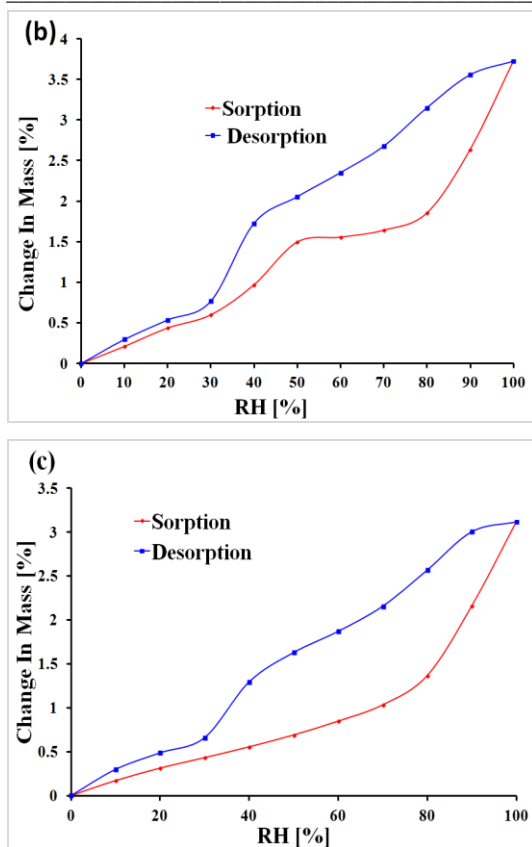 (b)
4
3.5
3
2.5
2
1.5
1
0.5
0
Change In Mass [%]
Sorption
Desorption
0 10 20 30 40 50 60 70 80 90 100
RH [%]
(c)
3.5
3
2.5
2
1.5
1
0.5
0
Change In Mass [%]
Sorption
Desorption
0 20 40 60 80 100
RH [%]